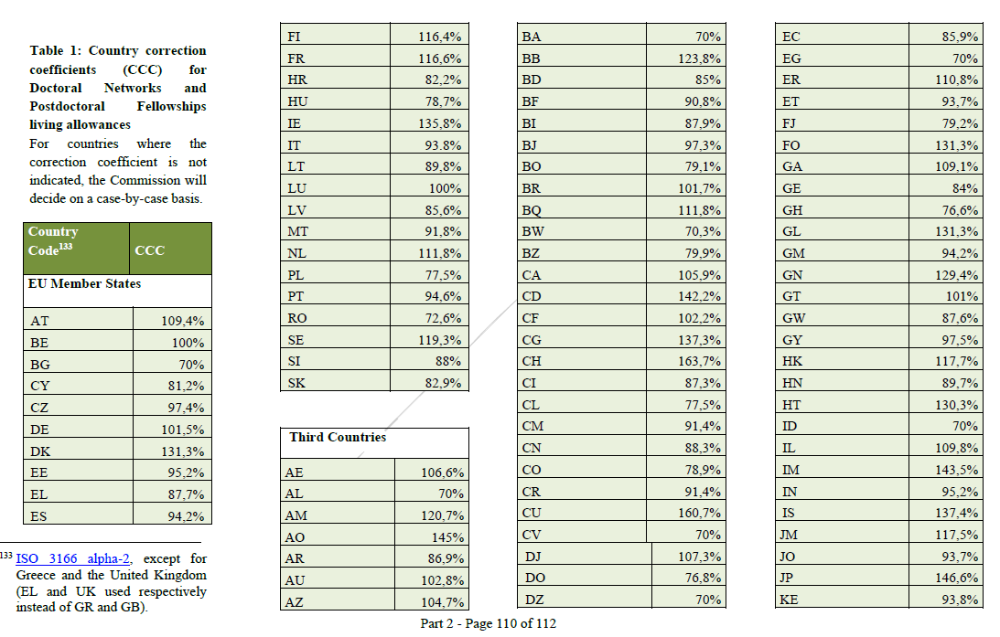 Table 1: Country correction
coefficients (CCC) for
Doctoral Networks and
Postdoctoral Fellowships
living allowances
For countries where the
correction coefficient is not
indicated, the Commission will
decide on a case-by-case basis.
Country
Code133 CCC
EU Member States
AT 109,4%
BE 100%
BG 70%
CY 81,2%
CZ 97,4%
DE 101,5%
DK 131,3%
EE 95,2%
EL 87,7%
ES 94,2%
133 ISO 3166 alpha-2, except for
Greece and the United Kingdom
(EL and UK used respectively
instead of GR and GB).
FI 116,4%
FR 116,6%
HR 82,2%
HU 78,7%
IE 135,8%
IT 93.8%
LT 89,8%
LU 100%
LV 85,6%
MT 91,8%
NL 111,8%
PL 77,5%
PT 94,6%
RO 72,6%
SE 119,3%
SI 88%
SK 82,9%
Third Countries
AE 106,6%
AL 70%
AM 120,7%
AO 145%
AR 86,9%
AU 102,8%
AZ 104,7%
BA 70%
BB 123,8%
BD 85%
BF 90,8%
BI 87,9%
BJ 97,3%
BO 79,1%
BR 101,7%
BQ 111,8%
BW 70,3%
BZ 79,9%
CA 105,9%
CD 142,2%
CF 102,2%
CG 137,3%
CH 163,7%
CI 87,3%
CL 77,5%
CM 91,4%
CN 88,3%
CO 78,9%
CR 91,4%
CU 160,7%
CV 70%
DJ 107,3%
DO 76,8%
DZ 70%
EC 85,9%
EG 70%
ER 110,8%
ET 93,7%
FJ 79,2%
FO 131,3%
GA 109,1%
GE 84%
GH 76,6%
GL 131,3%
GM 94,2%
GN 129,4%
GT 101%
GW 87,6%
GY 97,5%
HK 117,7%
HN 89,7%
HT 130,3%
ID 70%
IL 109,8%
IM 143,5%
IN 95,2%
IS 137,4%
JM 117,5%
JO 93,7%
JP 146,6%
KE 93,8%
Part 2 - Page 110 of 112